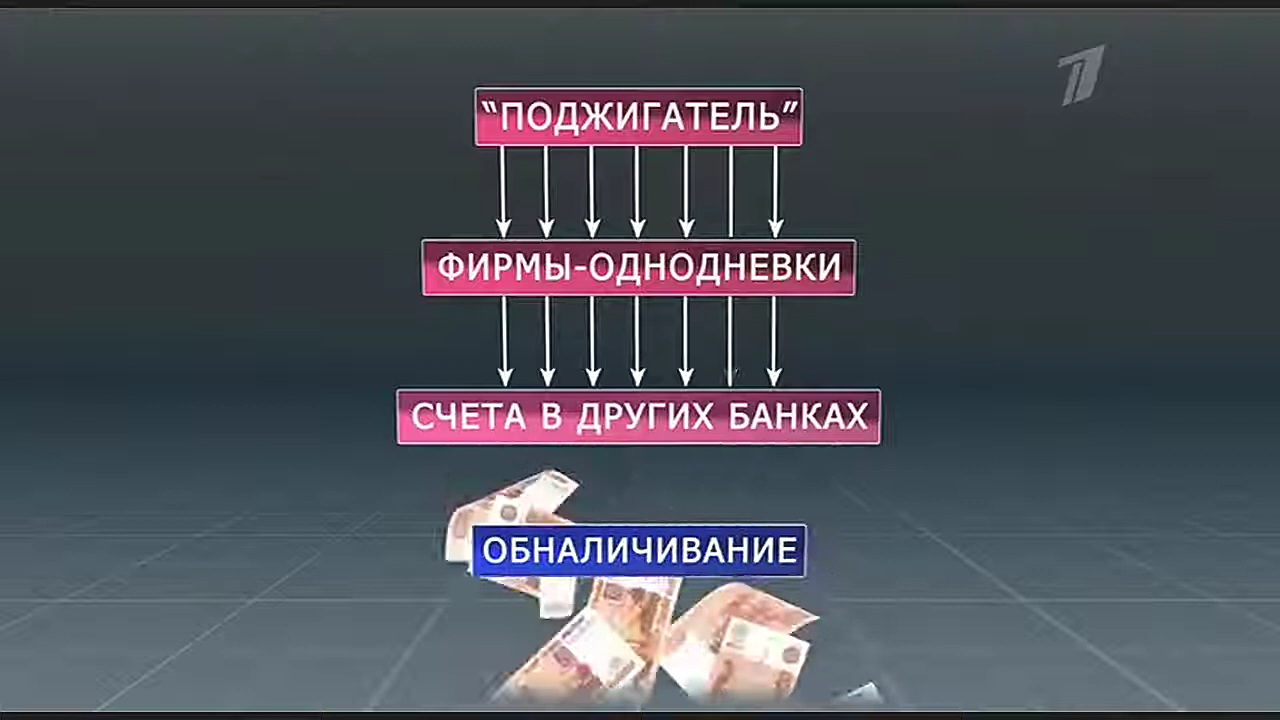 “ПОДЖИГАТЕЛЬ”
ФИРМЫ-ОДНОДНЕВКИ
СЧЕТА В ДРУГИХ БАНКАХ
ОБНАЛИЧИВАНИЕ